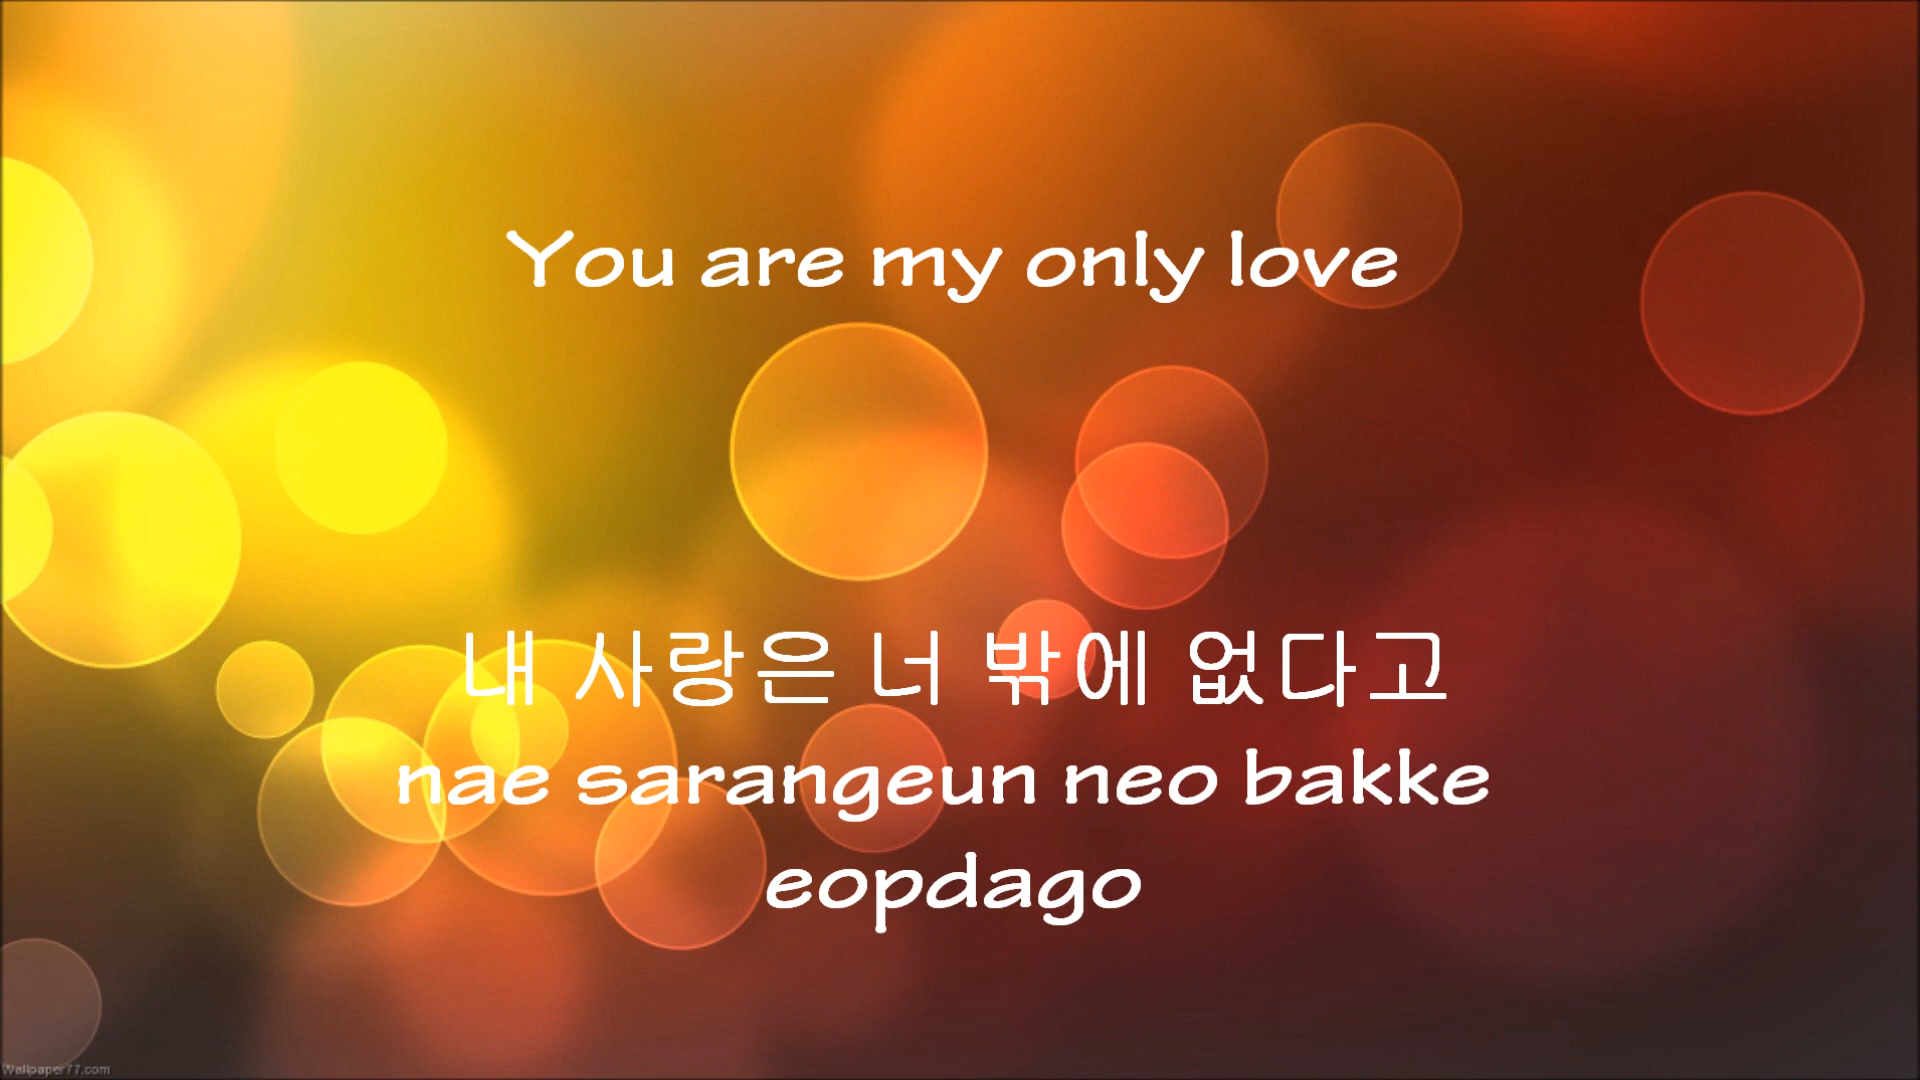 You are my only love
내 사랑은 너 밖에 없다고
nae sarangeun neo bakke
eopdago
Wallpaper77.com